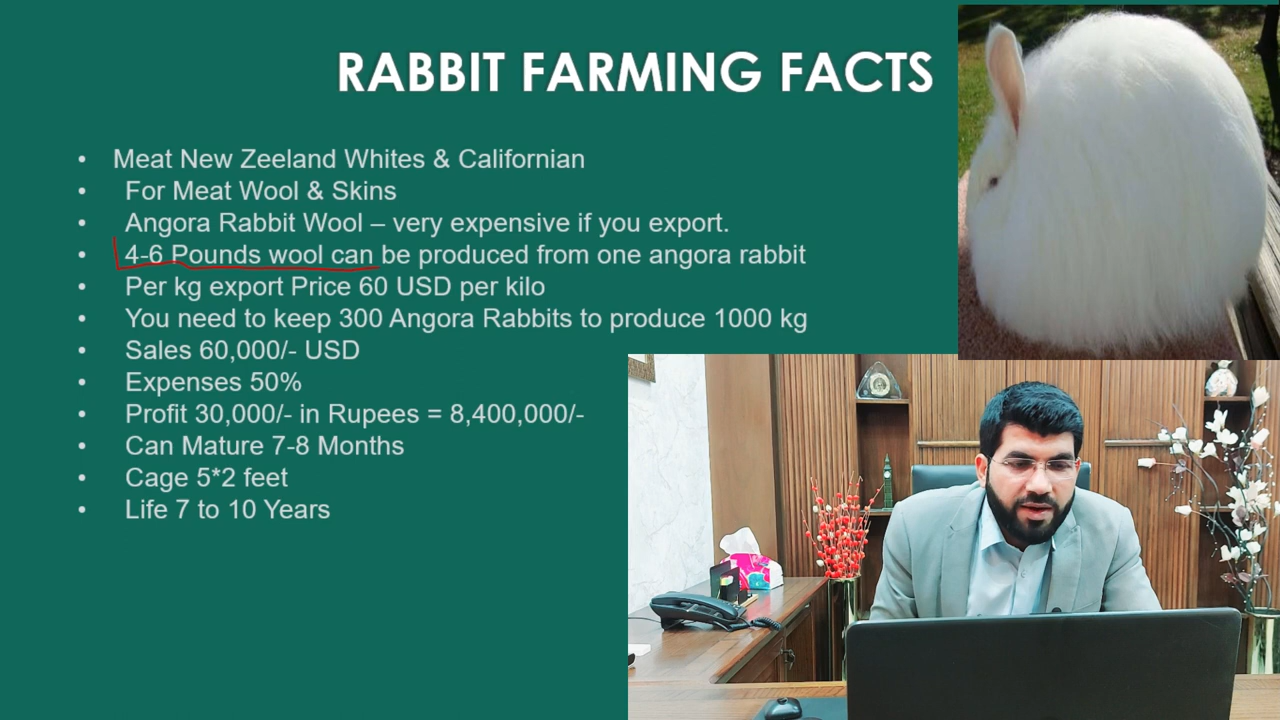 RABBIT FARMING FACTS
• Meat New Zeeland Whites & Californian
• For Meat Wool & Skins
• Angora Rabbit Wool – very expensive if you export.
• 4-6 Pounds wool can be produced from one angora rabbit
• Per kg export Price 60 USD per kilo
• You need to keep 300 Angora Rabbits to produce 1000 kg
• Sales 60,000/- USD
• Expenses 50%
• Profit 30,000/- in Rupees = 8,400,000/-
• Can Mature 7-8 Months
• Cage 5*2 feet
• Life 7 to 10 Years